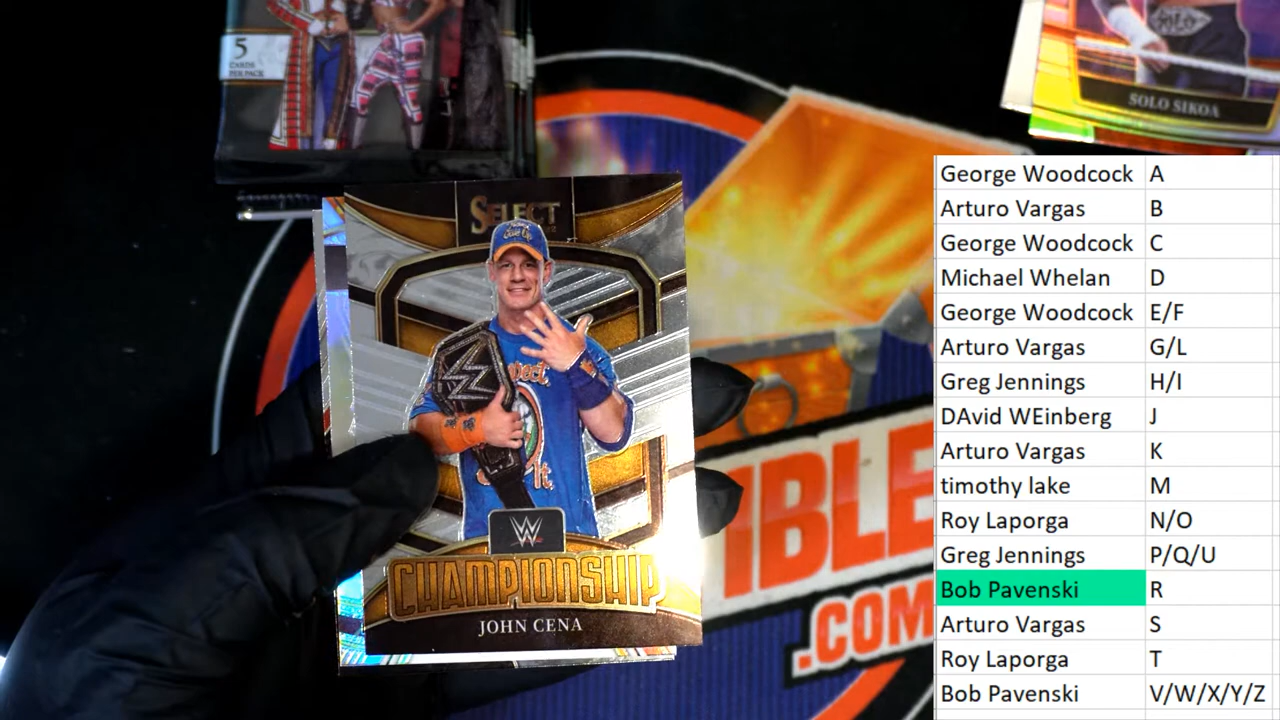 5
CARDS
PER PACK
SOLO
SOLO SIKOA
SELECT
CHAMPIONSHIP
JOHN CENA
IBLE
.COM
George Woodcock A
Arturo Vargas B
George Woodcock C
Michael Whelan D
George Woodcock E/F
Arturo Vargas G/L
Greg Jennings H/I
DAvid WEinberg J
Arturo Vargas K
timothy lake M
Roy Laporga N/O
Greg Jennings P/Q/U
Bob Pavenski R
Arturo Vargas S
Roy Laporga T
Bob Pavenski V/W/X/Y/Z